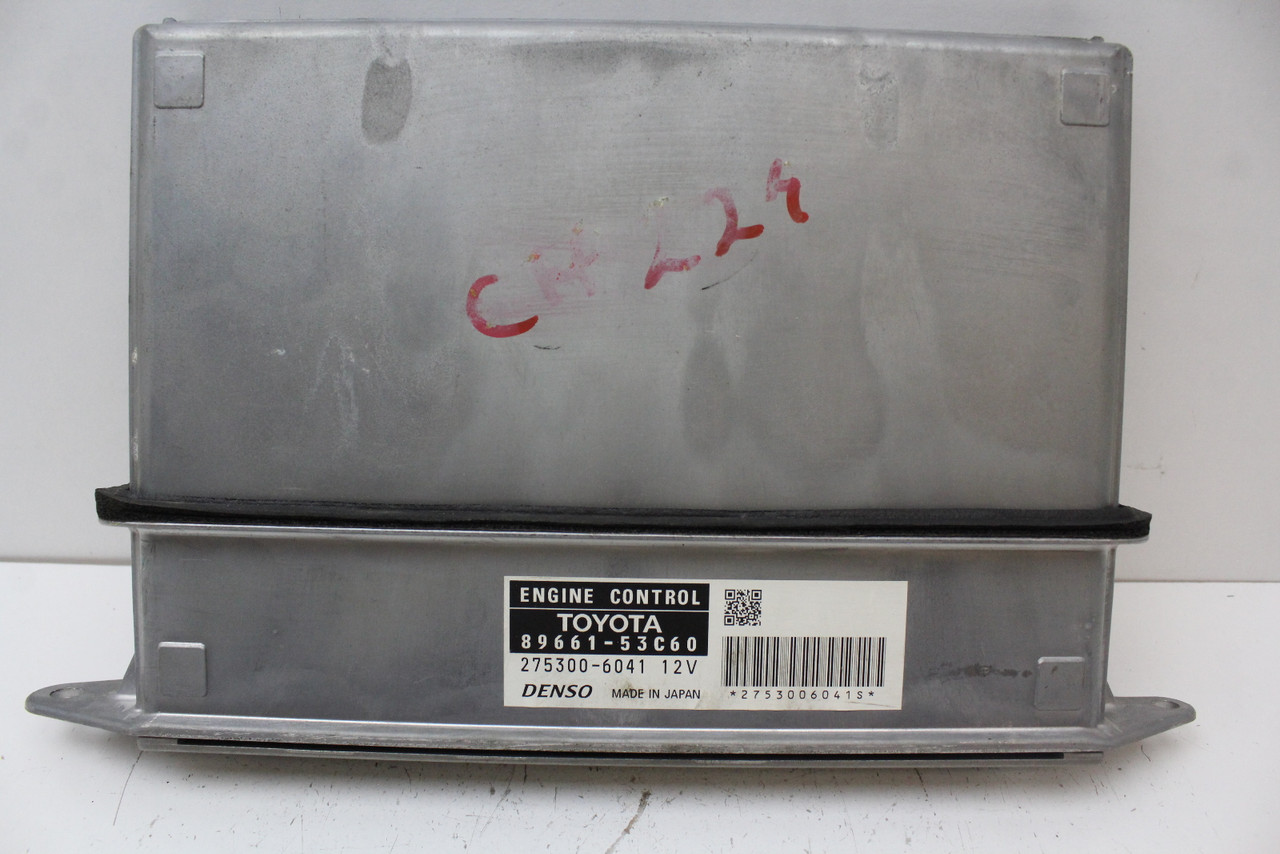 ENGINE CONTROL
TOYOTA
89661-53C60
275300-6041 12V
DENSO MADE IN JAPAN
*2753006041S*